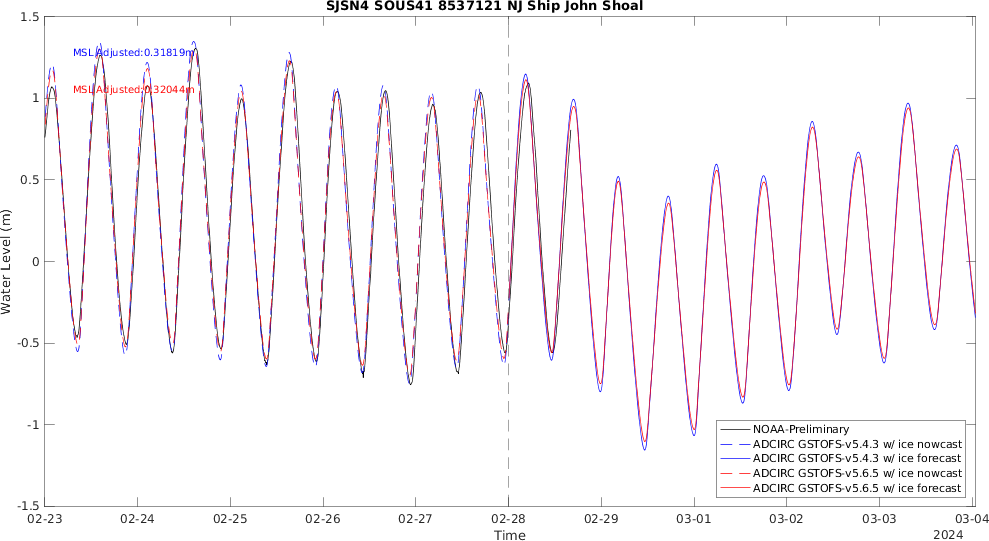 SJSN4 SOUS41 8537121 NJ Ship John Shoal
MSL Adjusted:0.31819m
MSL Adjusted:0.32044m
1.5
1
0.5
0
-0.5
-1
-1.5
Water Level (m)
NOAA-Preliminary
ADCIRC GSTOFS-v5.4.3 w/ ice nowcast
ADCIRC GSTOFS-v5.4.3 w/ ice forecast
ADCIRC GSTOFS-v5.6.5 w/ ice nowcast
ADCIRC GSTOFS-v5.6.5 w/ ice forecast
02-23 02-24 02-25 02-26 02-27 02-28 02-29 03-01 03-02 03-03 03-04
Time
2024